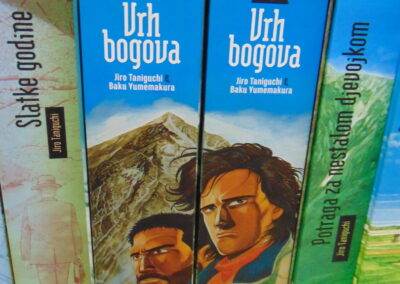 Slatke godine
Jiro Taniguchi
Vrh
bogova
Jiro Taniguchi &
Baku Yumemakura
Vrh
bogova
Jiro Taniguchi &
Baku Yumemakura
Potraga za nestalom djevojkom
Jiro Taniguchi